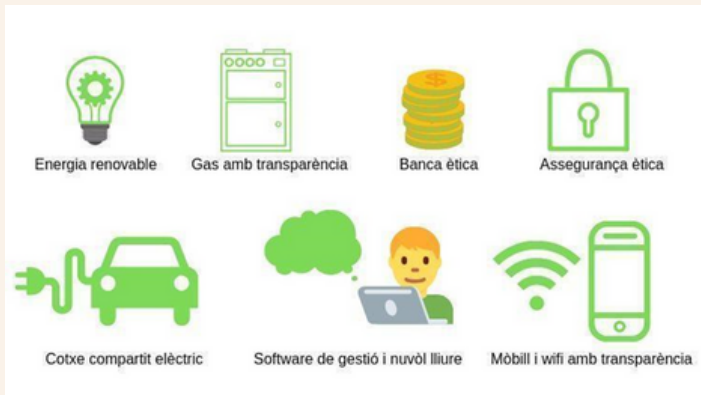 Energia renovable
Gas amb transparència
Banca ètica
Assegurança ètica
Cotxe compartit elèctric
Software de gestió i nuvòl lliure
Mòbill i wifi amb transparència